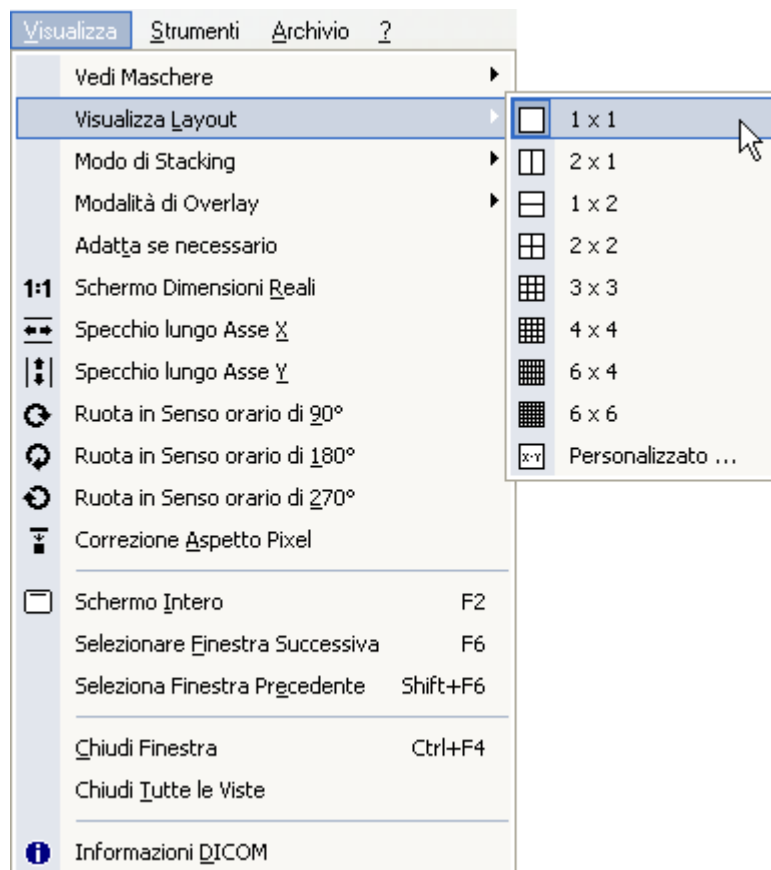 Visualizza Strumenti Archivio ?
Vedi Maschere
Visualizza Layout
Modo di Stacking
Modalità di Overlay
Adatta se necessario
1:1 Schermo Dimensioni Reali
Specchio lungo Asse X
Specchio lungo Asse Y
Ruota in Senso orario di 90°
Ruota in Senso orario di 180°
Ruota in Senso orario di 270°
Correzione Aspetto Pixel
Schermo Intero F2
Selezionare Finestra Successiva F6
Seleziona Finestra Precedente Shift+F6
Chiudi Finestra Ctrl+F4
Chiudi Tutte le Viste
Informazioni DICOM
1 x 1
2 x 1
1 x 2
2 x 2
3 x 3
4 x 4
6 x 4
6 x 6
X-Y Personalizzato ...